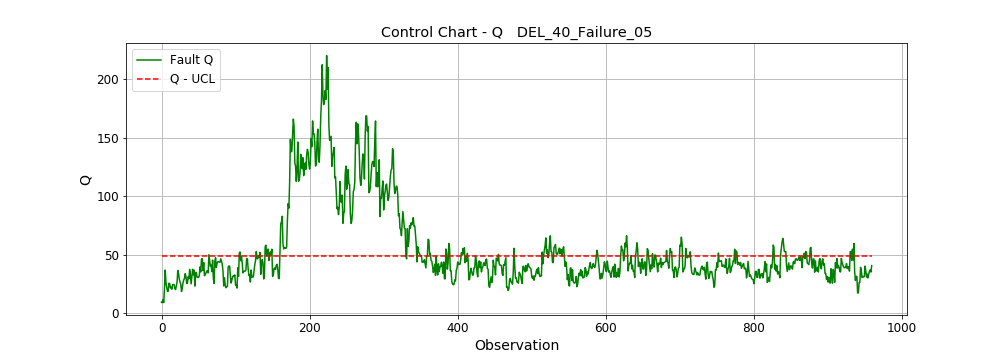 Control Chart - Q   DEL_40_Failure_05
Fault Q
Q - UCL
Q
200
150
100
50
0
0 200 400 600 800 1000
Observation